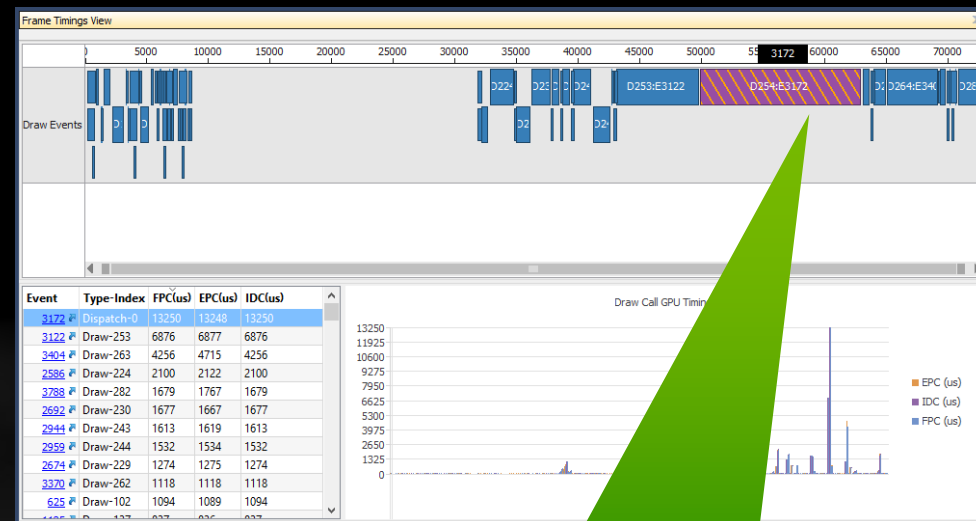 Frame Timings View
5000 10000 15000 20000 25000 30000 35000 40000 45000 50000 3172 60000 65000 70000
D224 D24 D253:E3122 D254:E3172
Draw Events
Event Type-Index FPC(us) EPC(us) IDC(us)
3172 Dispatch-0 13250 13248 13250
3122 Draw-253 6876 6877 6876
3404 Draw-263 4256 4715 4256
2586 Draw-224 2100 2122 2100
3788 Draw-282 1679 1767 1679
2692 Draw-230 1677 1667 1677
2944 Draw-243 1613 1619 1613
2959 Draw-244 1532 1534 1532
2674 Draw-229 1274 1275 1274
3370 Draw-262 1118 1118 1118
625 Draw-102 1094 1089 1094
Draw Call GPU
13250
11925
10600
9275
7950
6625
5300
3975
2650
1325
0
EPC (us)
IDC (us)
FPC (us)